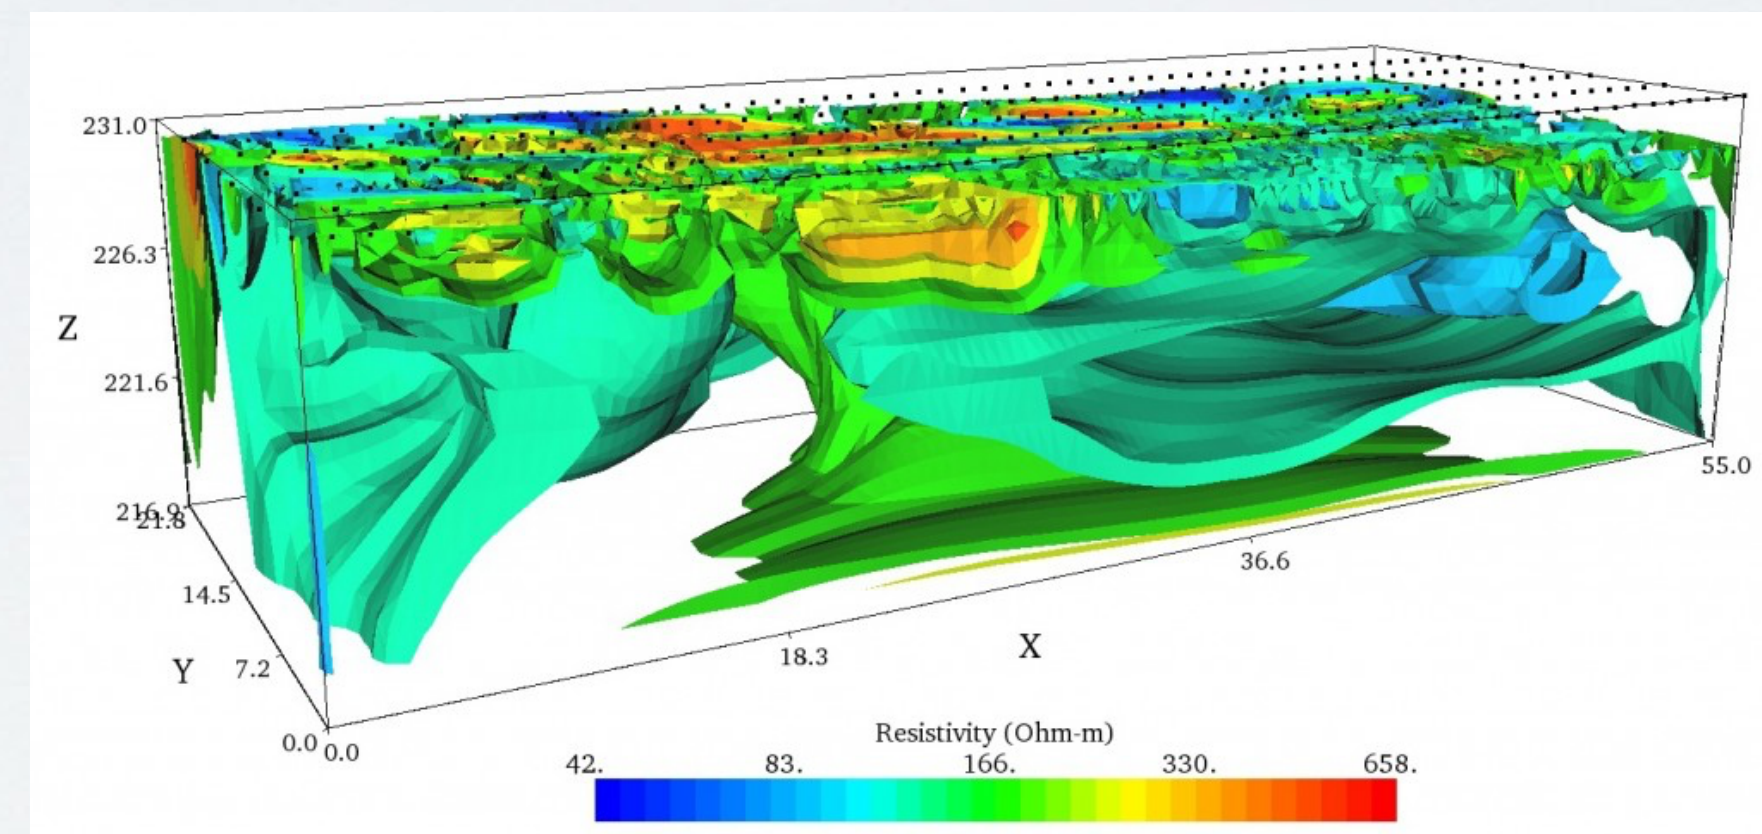 231.0
226.3
Z
221.6
216.9
21.8
14.5
Y
7.2
0.0
0.0
18.3
X
36.6
55.0
Resistivity (Ohm-m)
42. 83. 166. 330. 658.